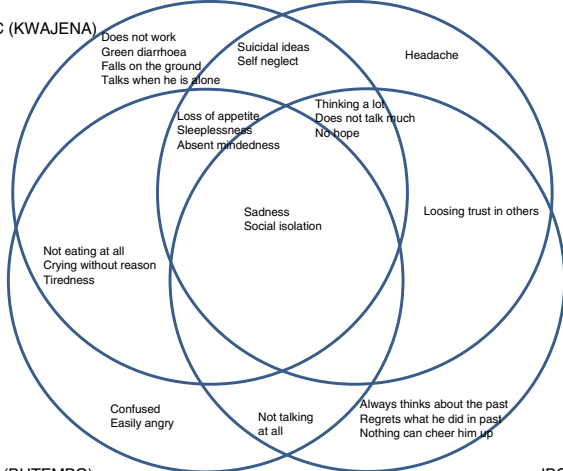 C (KWAJENA)
Does not work
Green diarrhoea
Falls on the ground
Talks when he is alone
Suicidal ideas
Self neglect
Headache
Loss of appetite
Sleeplessness
Absent mindedness
Thinking a lot
Does not talk much
No hope
Sadness
Social isolation
Loosing trust in others
Not eating at all
Crying without reason
Tiredness
Confused
Easily angry
Not talking
at all
Always thinks about the past
Regrets what he did in past
Nothing can cheer him up